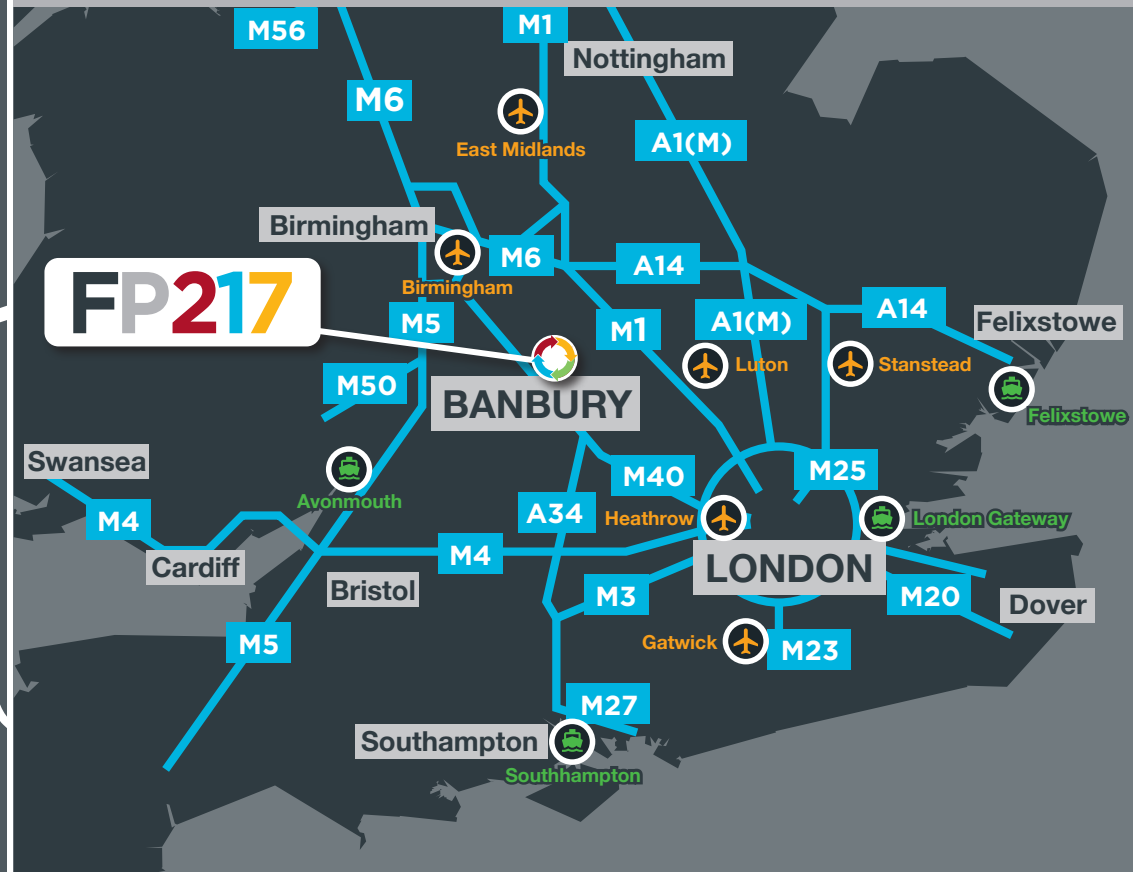 M56
M1
Nottingham
M6
East Midlands
A1(M)
Birmingham
M6
A14
Birmingham
FP217
M5
M1
A1(M)
A14
Felixstowe
Luton
Stanstead
M50
BANBURY
Felixstowe
Swansea
M40
M25
Avonmouth
M4
A34
Heathrow
London Gateway
Cardiff
M4
LONDON
Bristol
M3
M20
Dover
M5
Gatwick
M23
M27
Southampton
Southhampton